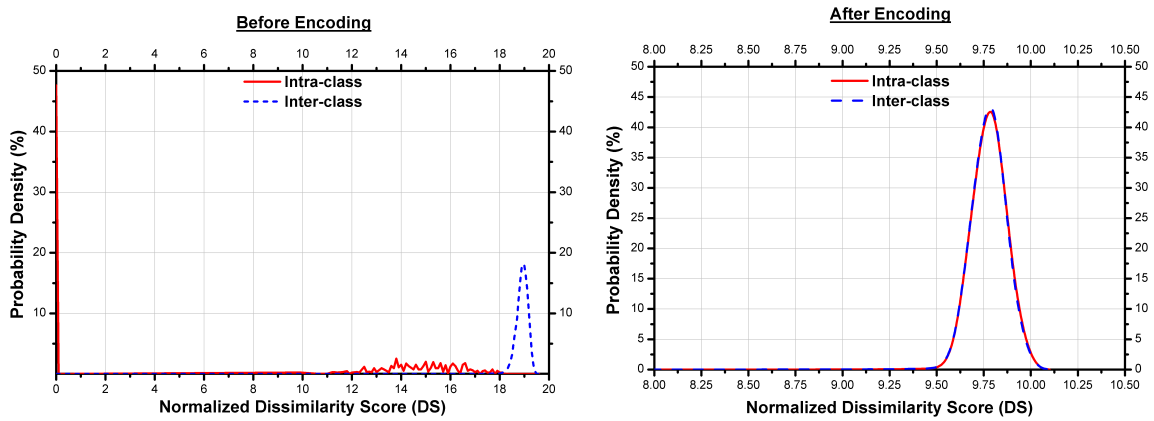 Before Encoding
0 2 4 6 8 10 12 14 16 18 20
50 50
40 40
30 30
20 20
10 10
Intra-class
Inter-class
Probability Density (%)
0 2 4 6 8 10 12 14 16 18 20
Normalized Dissimilarity Score (DS)
After Encoding
8.00 8.25 8.50 8.75 9.00 9.25 9.50 9.75 10.00 10.25 10.50
50 50
45 45
40 40
35 35
30 30
25 25
20 20
15 15
10 10
5 5
0 0
Intra-class
Inter-class
Probability Density (%)
8.00 8.25 8.50 8.75 9.00 9.25 9.50 9.75 10.00 10.25 10.50
Normalized Dissimilarity Score (DS)